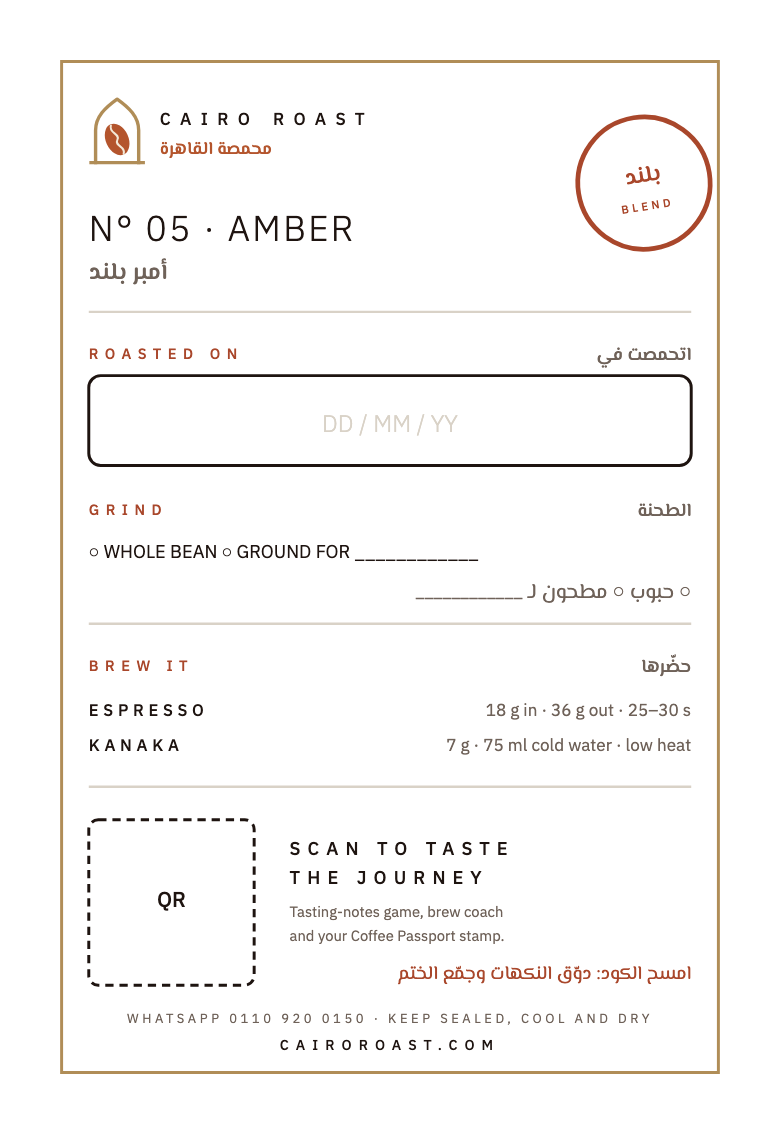 CAIRO ROAST
محمصة القاهرة
بلند
BLEND
N° 05 · AMBER
أمبر بلند
ROASTED ON
اتحمصت في
DD / MM / YY
GRIND
الطحنة
○ WHOLE BEAN ○ GROUND FOR ____________
○ حبوب ○ مطحون لـ ____________
BREW IT
حضّرها
ESPRESSO
18 g in · 36 g out · 25–30 s
KANAKA
7 g · 75 ml cold water · low heat
QR
SCAN TO TASTE
THE JOURNEY
Tasting-notes game, brew coach
and your Coffee Passport stamp.
امسح الكود: دوّق النكهات وجمّع الختم
WHATSAPP 0110 920 0150 · KEEP SEALED, COOL AND DRY
CAIROROAST.COM